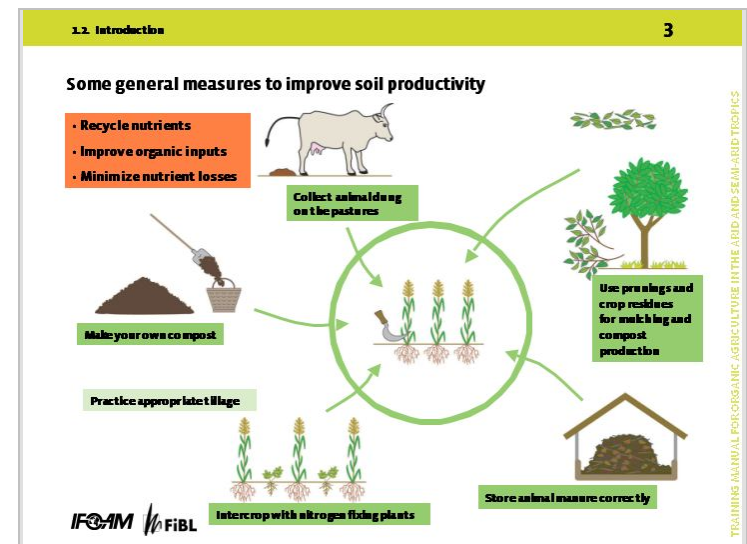 1.2. Introduction
3
Some general measures to improve soil productivity
• Recycle nutrients
• Improve organic inputs
• Minimize nutrient losses
Collect animal dung
on the pastures
Use prunings and
crop residues
for mulching and
compost
production
Make your own compost
Practice appropriate tillage
Store animal manure correctly
Intercrop with nitrogen fixing plants
IFOAM
FiBL
TRAINING MANUAL FOR ORGANIC AGRICULTURE IN THE ARID AND SEMI-ARID TROPICS